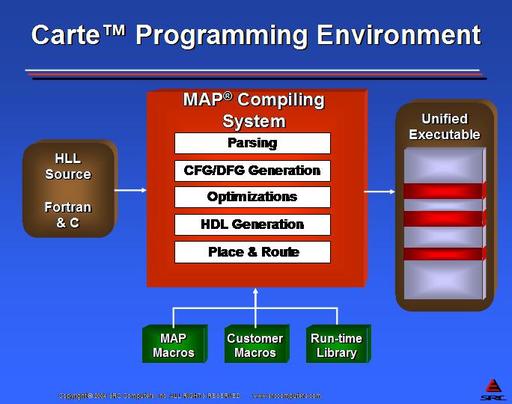 Carte™ Programming Environment
MAP® Compiling
System
Parsing
CFG/DFG Generation
Optimizations
HDL Generation
Place & Route
HLL
Source
Fortran
& C
Unified
Executable
MAP
Macros
Customer
Macros
Run-time
Library
Copyright© 2004 SRC Computers, Inc. ALL RIGHTS RESERVED www.srccomputers.com
SRC